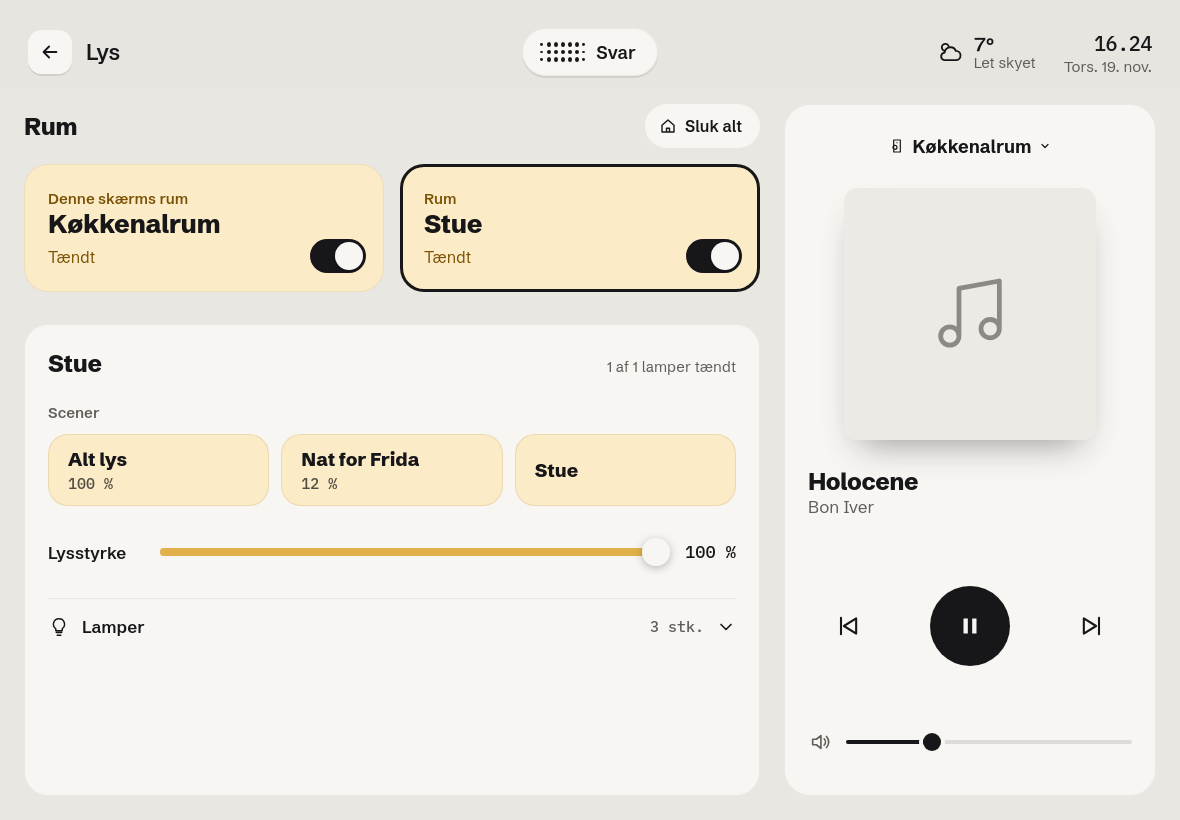 Lys
Svar
7°
Let skyet
16.24
Tors. 19. nov.
Rum
Sluk alt
Denne skærms rum
Køkkenalrum
Tændt
Rum
Stue
Tændt
Stue
1 af 1 lamper tændt
Scener
Alt lys
100 %
Nat for Frida
12 %
Stue
Lysstyrke
100 %
Lamper
3 stk.
Køkkenalrum
Holocene
Bon Iver